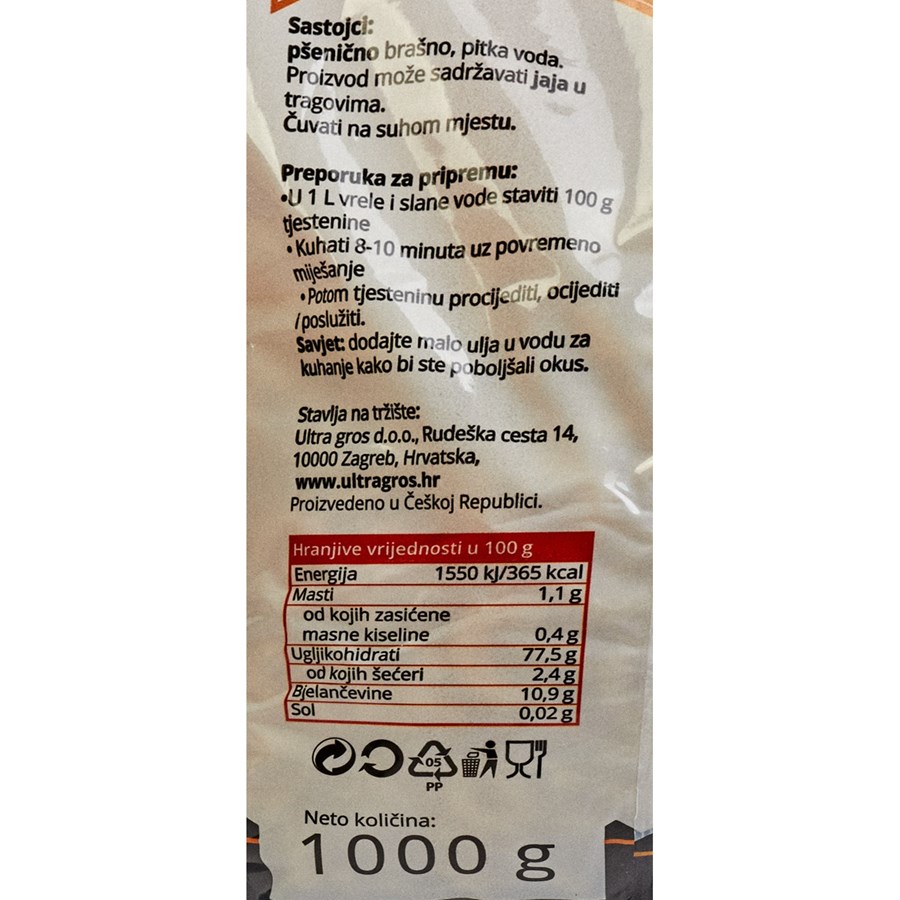 Sastojci:
pšenično brašno, pitka voda.
Proizvod može sadržavati jaja u
tragovima.
Čuvati na suhom mjestu.
Preporuka za pripremu:
•U 1 L vrele i slane vode staviti 100 g
tjestenine
• Kuhati 8-10 minuta uz povremeno
miješanje
• Potom tjesteninu procijediti, ocijediti
/ poslužiti.
Savjet: dodajte malo ulja u vodu za
kuhanje kako bi ste poboljšali okus.
Stavlja na tržište:
Ultra gros d.o.o., Rudeška cesta 14,
10000 Zagreb, Hrvatska,
www.ultragros.hr
Proizvedeno u Češkoj Republici.
Hranjive vrijednosti u 100 g
Energija 1550 kJ/365 kcal
Masti 1,1 g
od kojih zasićene
masne kiseline 0,4 g
Ugljikohidrati 77,5 g
od kojih šećeri 2,4 g
Bjelančevine 10,9 g
Sol 0,02 g
05
PP
Neto količina:
1000 g